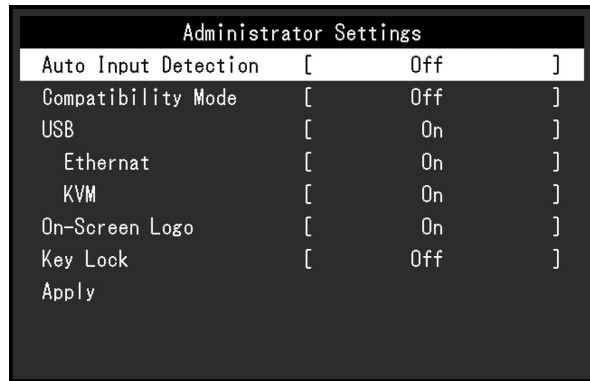 Administrator Settings
Auto Input Detection [ Off ]
Compatibility Mode [ Off ]
USB [ On ]
Ethernat [ On ]
KVM [ On ]
On-Screen Logo [ On ]
Key Lock [ Off ]
Apply